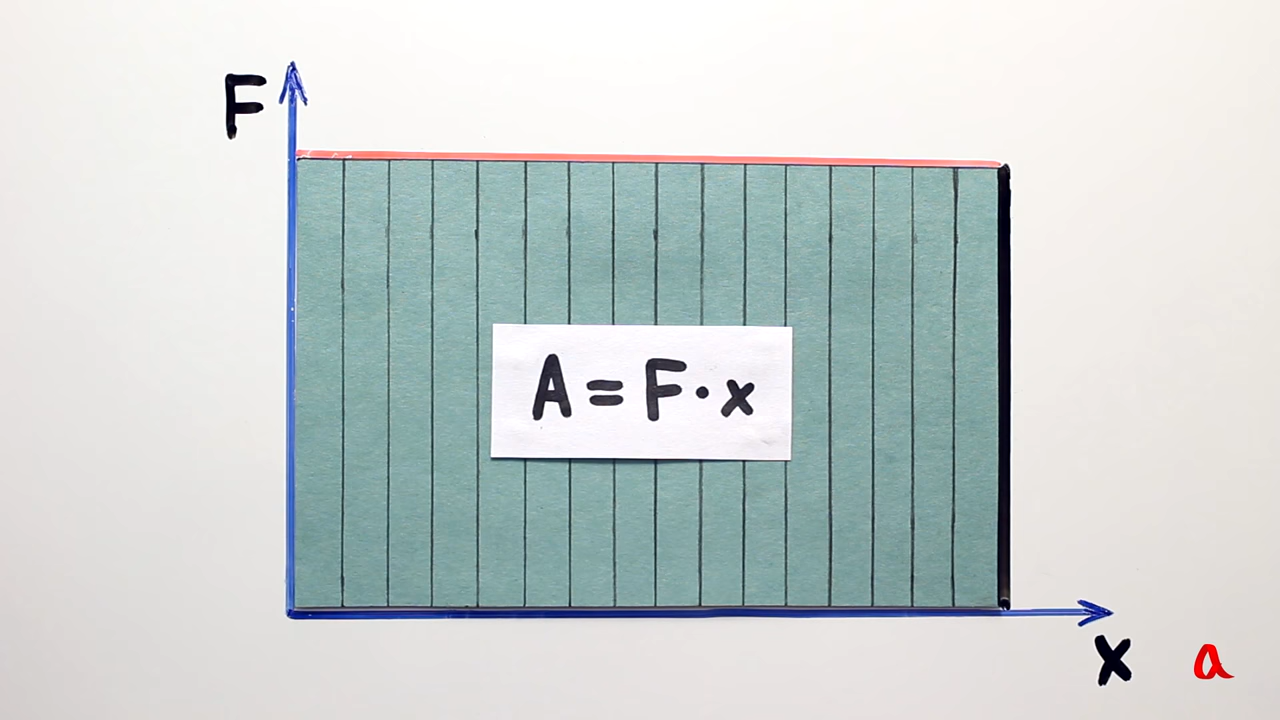 F
A = F · x
x a